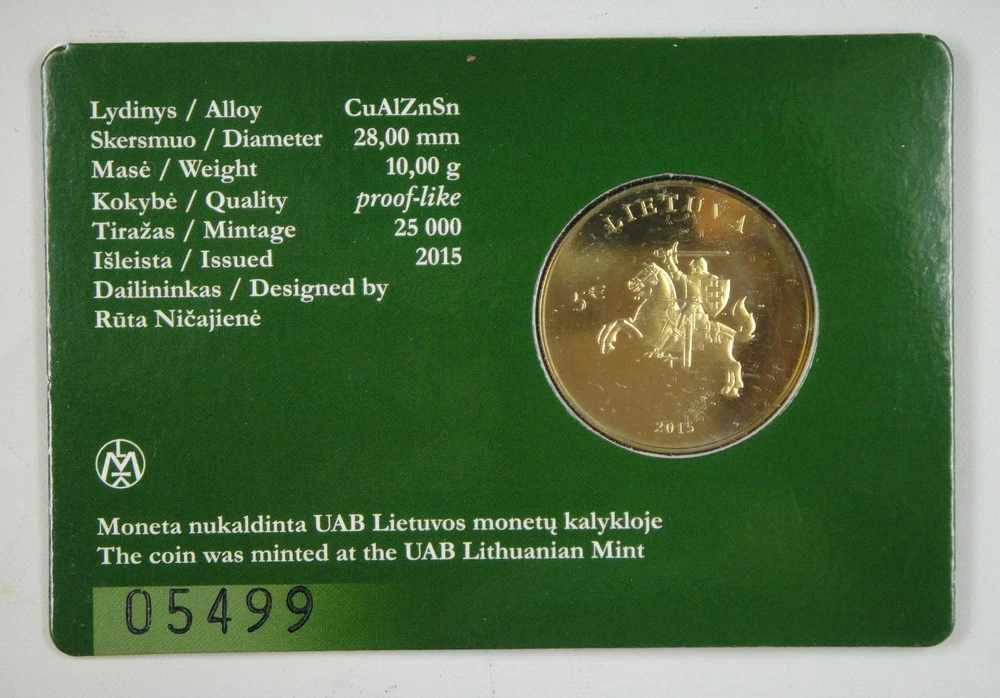 Lydinys / Alloy CuAlZnSn
Skersmuo / Diameter 28,00 mm
Masė / Weight 10,00 g
Kokybė / Quality proof-like
Tiražas / Mintage 25 000
Išleista / Issued 2015
Dailininkas / Designed by
Rūta Ničajienė
LIETUVA
5€
2015
LMK
Moneta nukaldinta UAB Lietuvos monetų kalykloje
The coin was minted at the UAB Lithuanian Mint
05499